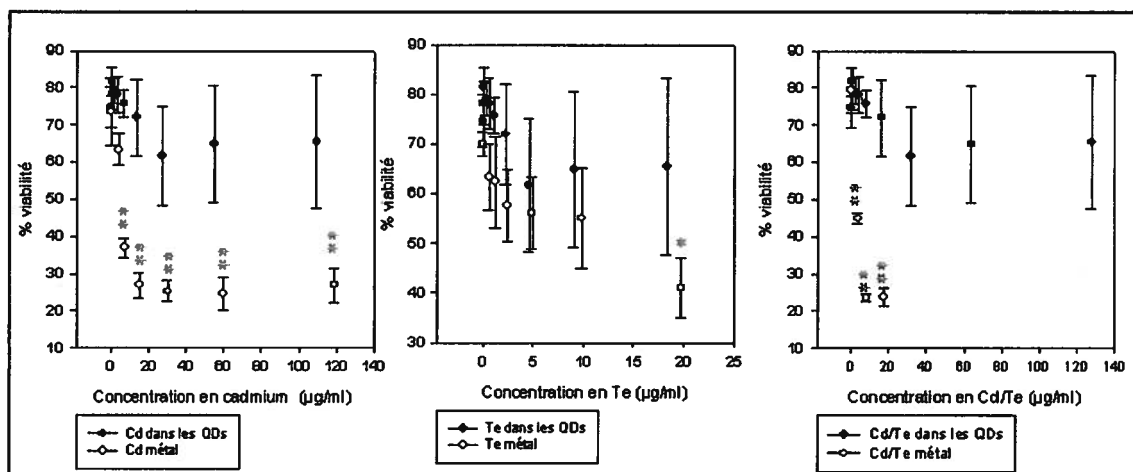 % viabilité
90
80
70
60
50
40
30
20
10
**
**
**
**
**
0 20 40 60 80 100 120 140
Concentration en cadmium (µg/ml)
Cd dans les QDs
Cd métal
% viabilité
90
80
70
60
50
40
30
*
0 5 10 15 20 25
Concentration en Te (µg/ml)
Te dans les QDs
Te métal
% viabilité
90
80
70
60
50
40
30
20
10
**
**
**
0 20 40 60 80 100 120 140
Concentration en Cd/Te (µg/ml)
Cd/Te dans les QDs
Cd/Te métal